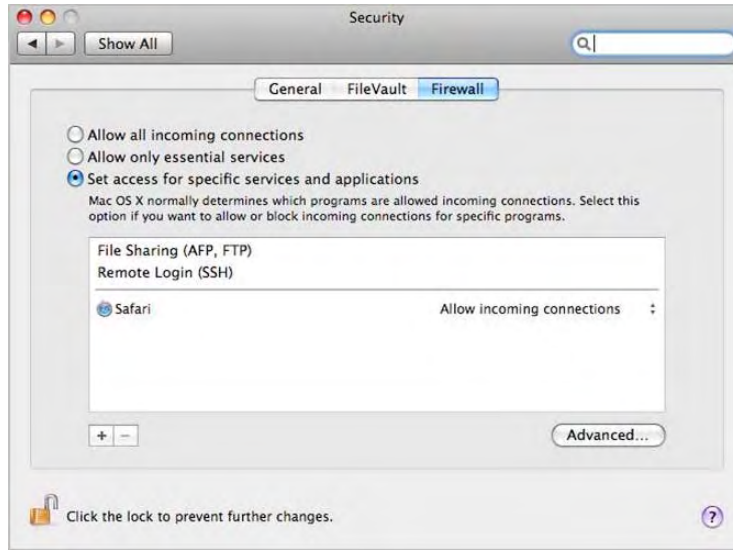 Security
Show All
General FileVault Firewall
Allow all incoming connections
Allow only essential services
Set access for specific services and applications
Mac OS X normally determines which programs are allowed incoming connections. Select this
option if you want to allow or block incoming connections for specific programs.
File Sharing (AFP, FTP)
Remote Login (SSH)
Safari Allow incoming connections
+ −
Advanced...
Click the lock to prevent further changes.
?